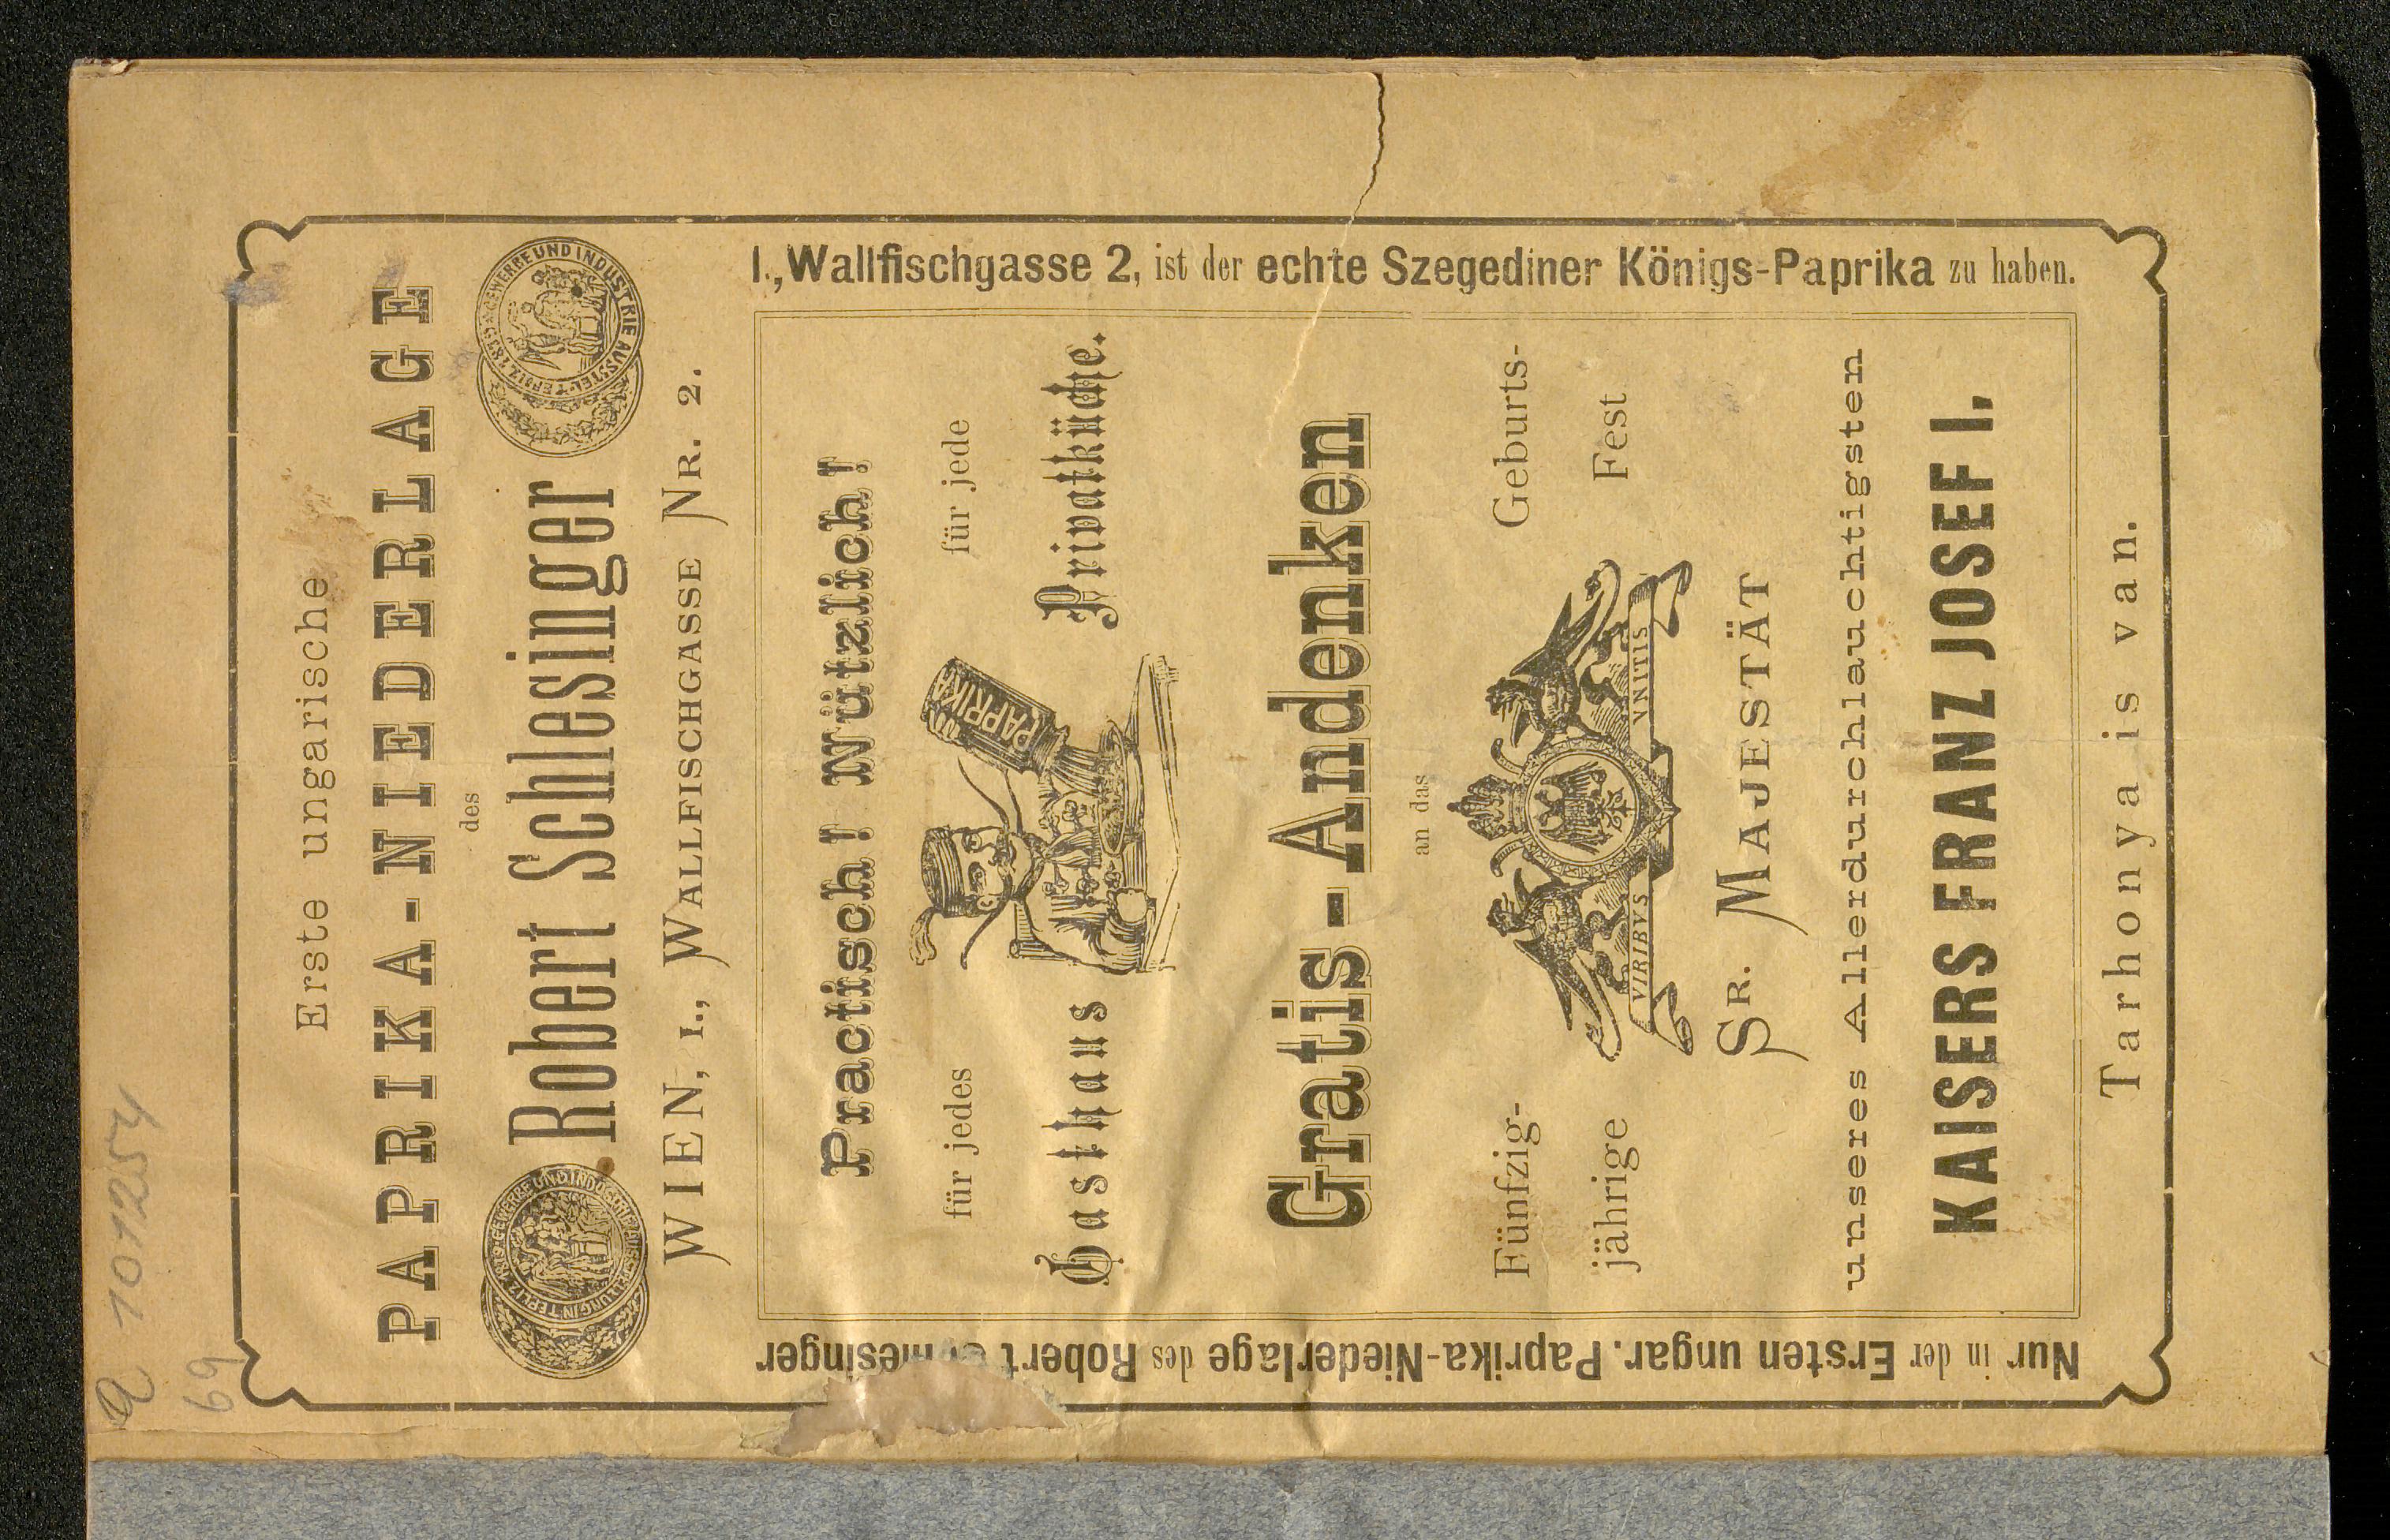 a 101254
69
Erste ungarische
PAPRIKA-NIEDERLAGE
des
Robert Schlesinger
WIEN, I., WALLFISCHGASSE NR. 2.
Nur in der Ersten ungar. Paprika-Niederlage des Robert
I., Wallfischgasse 2, ist der echte Szegediner Königs-Paprika zu haben.
Practisch! Nützlich!
für jedes
Gasthaus
PAPRIKA
für jede
Privatküche.
Gratis-Andenken
an das
Fünfzig-
jährige
VIRIBVS VNITIS
Geburts-
Fest
SR. MAJESTÄT
unseres Allerdurchlauchtigsten
KAISERS FRANZ JOSEF I.
Tarhonya is van.